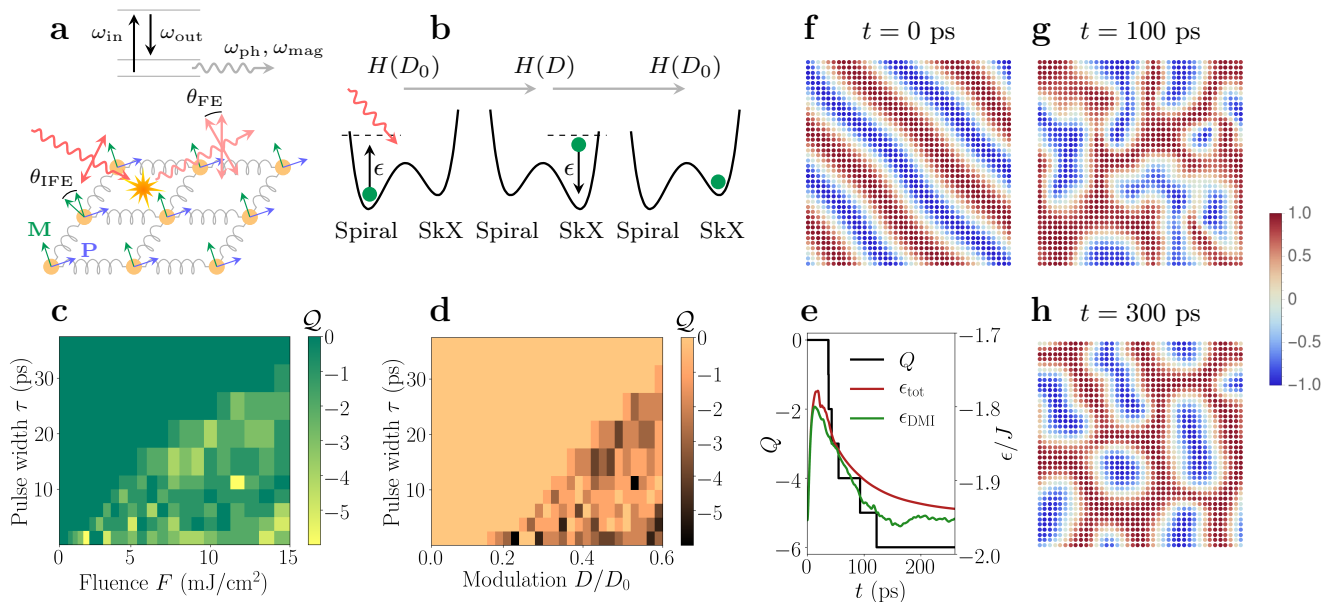 a
ω_in
ω_out
ω_ph, ω_mag
θ_FE
θ_IFE
M
P
b
H(D₀)
H(D)
H(D₀)
ϵ
ϵ
Spiral
SkX
Spiral
SkX
Spiral
SkX
c
Q
Pulse width τ (ps)
30
20
10
0
5
10
15
Fluence F (mJ/cm²)
0
−1
−2
−3
−4
−5
d
Q
Pulse width τ (ps)
30
20
10
0.0
0.2
0.4
0.6
Modulation D/D₀
0
−1
−2
−3
−4
−5
e
Q
0
−2
−4
−6
Q
ϵ_tot
ϵ_DMI
−1.7
−1.8
−1.9
−2.0
ϵ/J
0
100
200
t (ps)
f
t = 0 ps
g
t = 100 ps
h
t = 300 ps
1.0
0.5
0
−0.5
−1.0